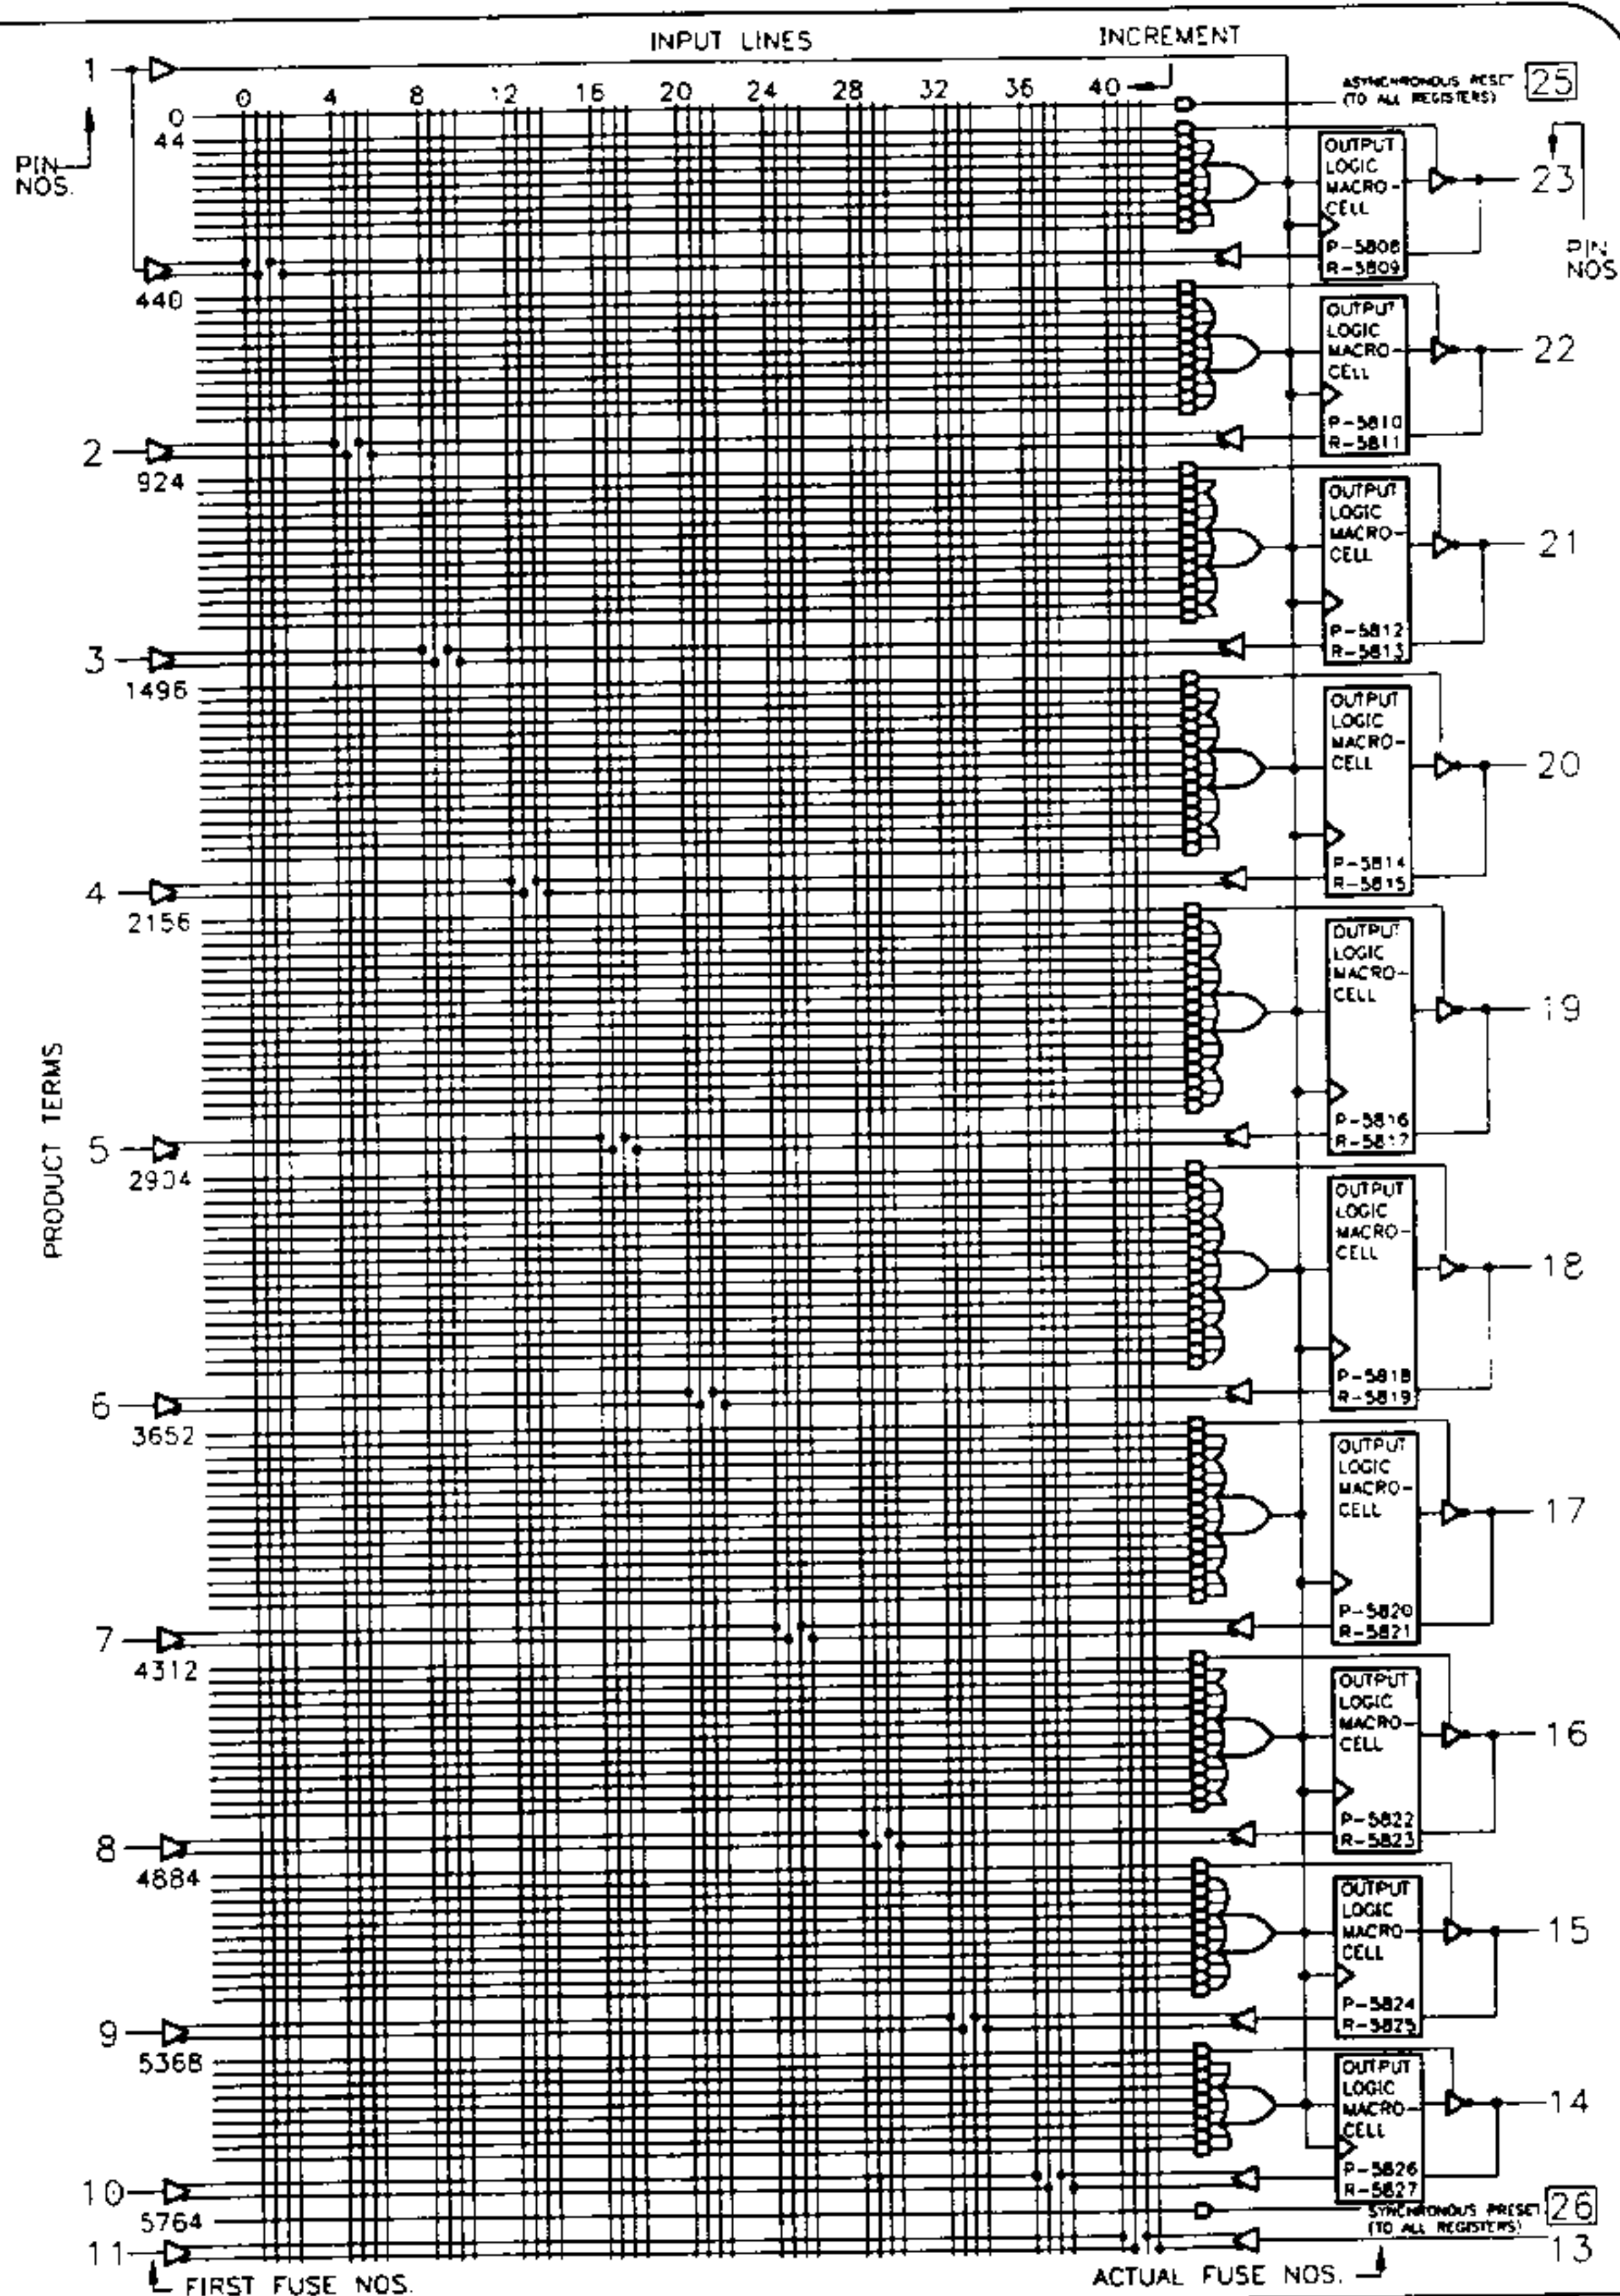 INPUT LINES
INCREMENT
1
0 4 8 12 16 20 24 28 32 36 40
ASYNCHRONOUS RESET
(TO ALL REGISTERS)
25
0
44
PIN
NOS.
OUTPUT
LOGIC
MACRO-
CELL
P-5808
R-5809
23
PIN
NOS
440
OUTPUT
LOGIC
MACRO-
CELL
P-5810
R-5811
22
2
924
OUTPUT
LOGIC
MACRO-
CELL
P-5812
R-5813
21
3
1496
OUTPUT
LOGIC
MACRO-
CELL
P-5814
R-5815
20
4
2156
OUTPUT
LOGIC
MACRO-
CELL
P-5816
R-5817
19
PRODUCT TERMS
5
2904
OUTPUT
LOGIC
MACRO-
CELL
P-5818
R-5819
18
6
3652
OUTPUT
LOGIC
MACRO-
CELL
P-5820
R-5821
17
7
4312
OUTPUT
LOGIC
MACRO-
CELL
P-5822
R-5823
16
8
4884
OUTPUT
LOGIC
MACRO-
CELL
P-5824
R-5825
15
9
5368
OUTPUT
LOGIC
MACRO-
CELL
P-5826
R-5827
14
10
5764
SYNCHRONOUS PRESET
(TO ALL REGISTERS)
26
11
13
FIRST FUSE NOS.
ACTUAL FUSE NOS.